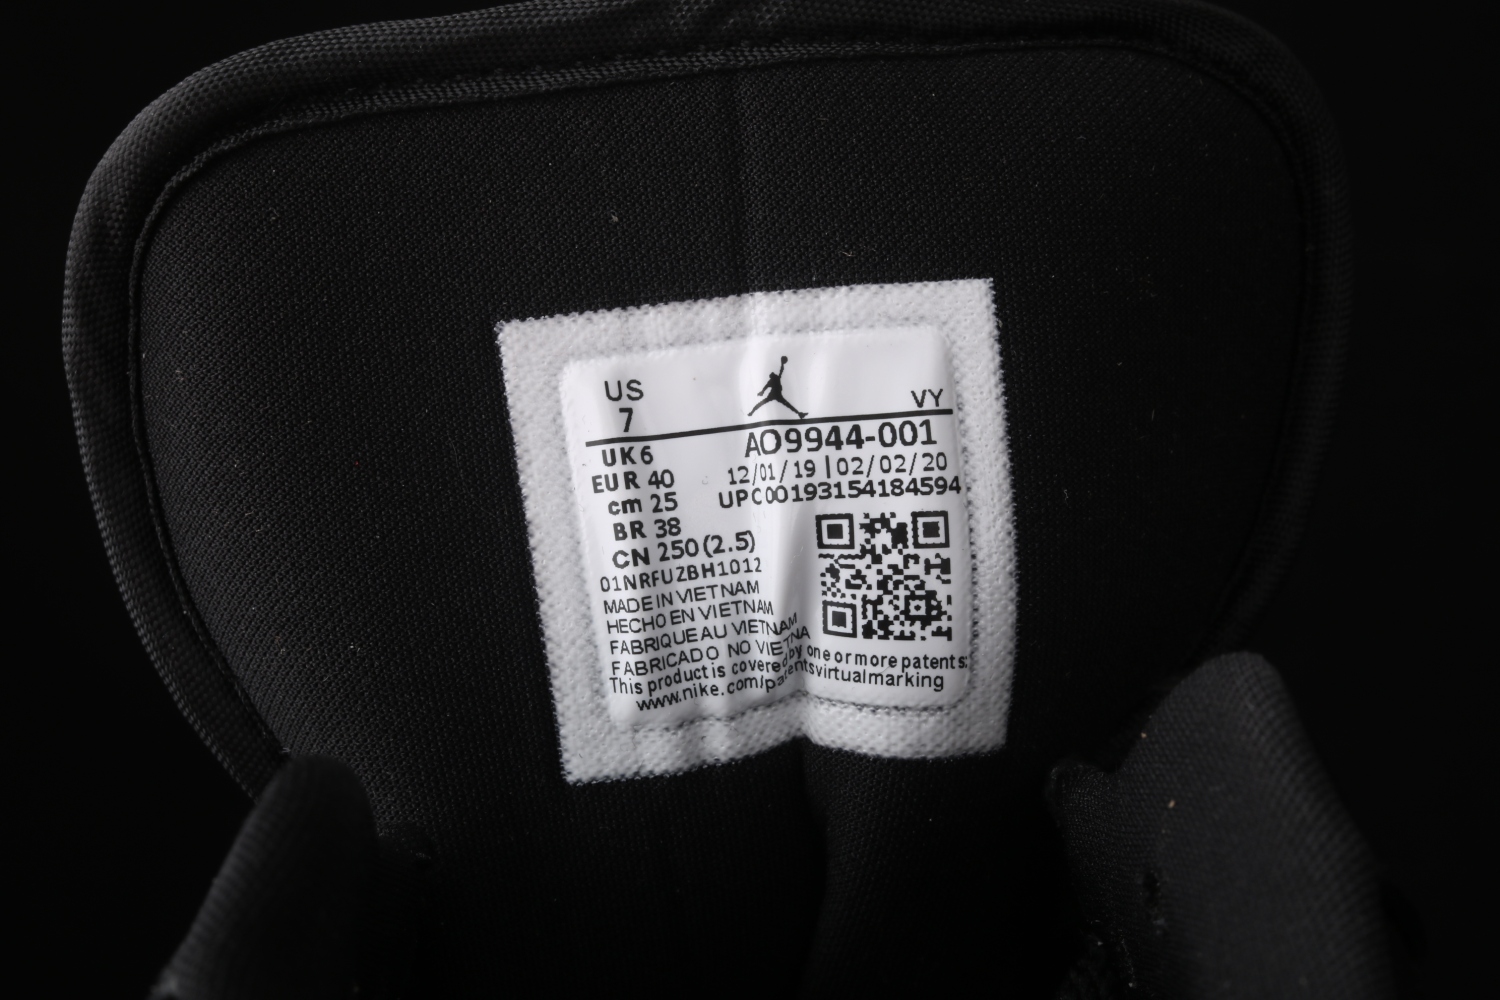 US
7
VY
UK 6
EUR 40
cm 25
BR 38
CN 250 (2.5)
AO9944-001
12/01/19 | 02/02/20
UPC00193154184594
01NRFUZBH1012
MADE IN VIETNAM
HECHO EN VIETNAM
FABRIQUE AU VIETNAM
FABRICADO NO VIETNA
This product is covered by one or more patents:
www.nike.com/patentsvirtualmarking